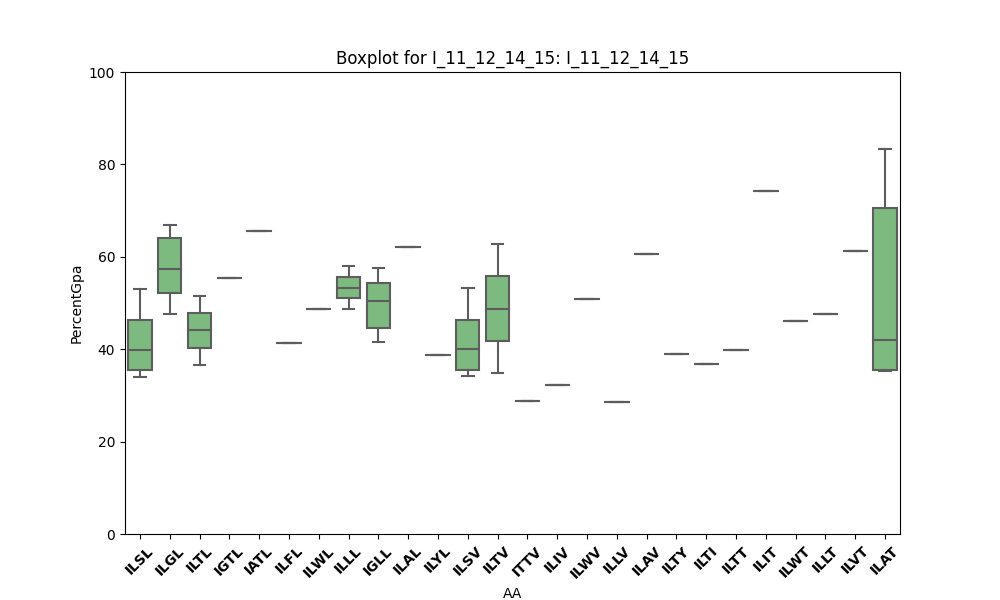 Boxplot for I_11_12_14_15: I_11_12_14_15
100
80
60
40
20
0
PercentGpa
ILSL ILGL ILTL IGTL IATL ILFL ILWL ILLL IGLL ILAL ILYL ILSV ILTV ITTV ILIV ILWV ILLV ILAV ILTY ILTI ILTT ILIT ILWT ILLT ILVT ILAT
AA